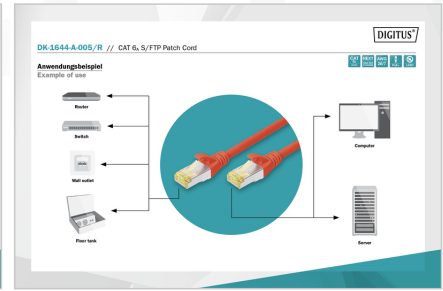 DIGITUS®
DK-1644-A-005/R // CAT 6A S/FTP Patch Cord
Anwendungsbeispiel
Example of use
Router
Switch
Wall outlet
Floor tank
Computer
Server